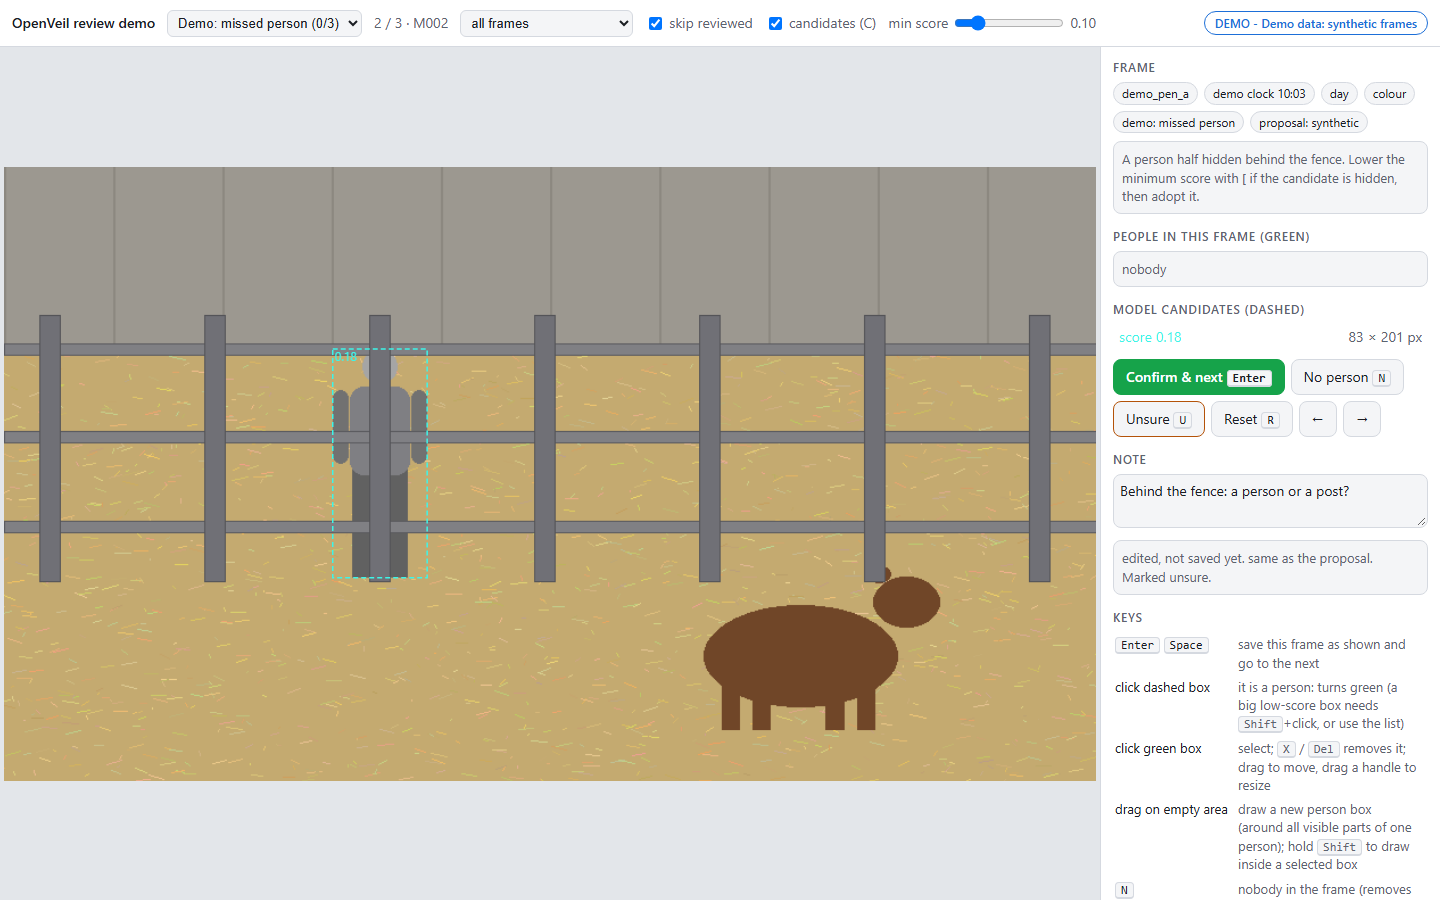 OpenVeil review demo
Demo: missed person (0/3)
2 / 3 · M002
all frames
skip reviewed
candidates (C)
min score
0.10
DEMO - Demo data: synthetic frames
FRAME
demo_pen_a
demo clock 10:03
day
colour
demo: missed person
proposal: synthetic
A person half hidden behind the fence. Lower the
minimum score with [ if the candidate is hidden,
then adopt it.
PEOPLE IN THIS FRAME (GREEN)
nobody
MODEL CANDIDATES (DASHED)
score 0.18
83 × 201 px
0.18
Confirm & next Enter
No person N
Unsure U
Reset R
←
→
NOTE
Behind the fence: a person or a post?
edited, not saved yet. same as the proposal.
Marked unsure.
KEYS
Enter Space
save this frame as shown and
go to the next
click dashed box
it is a person: turns green (a
big low-score box needs
Shift+click, or use the list)
click green box
select; X / Del removes it;
drag to move, drag a handle to
resize
drag on empty area
draw a new person box
(around all visible parts of one
person); hold Shift to draw
inside a selected box
N
nobody in the frame (removes